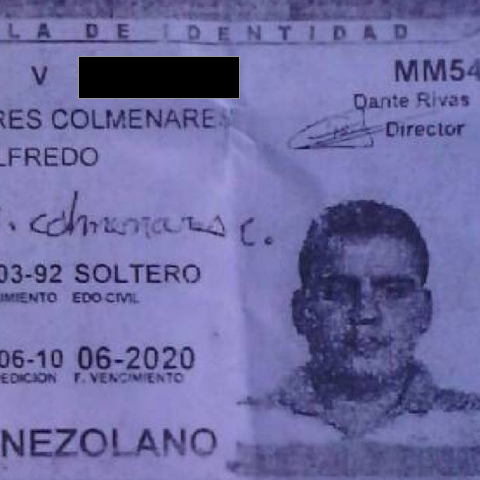 LA DE IDENTIDAD
V
MM54
Dante Rivas
Director
RES COLMENARES
LFREDO
. colmenares c.
03-92 SOLTERO
IMIENTO EDO-CIVIL
06-10 06-2020
EDICION F. VENCIMIENTO
NEZOLANO